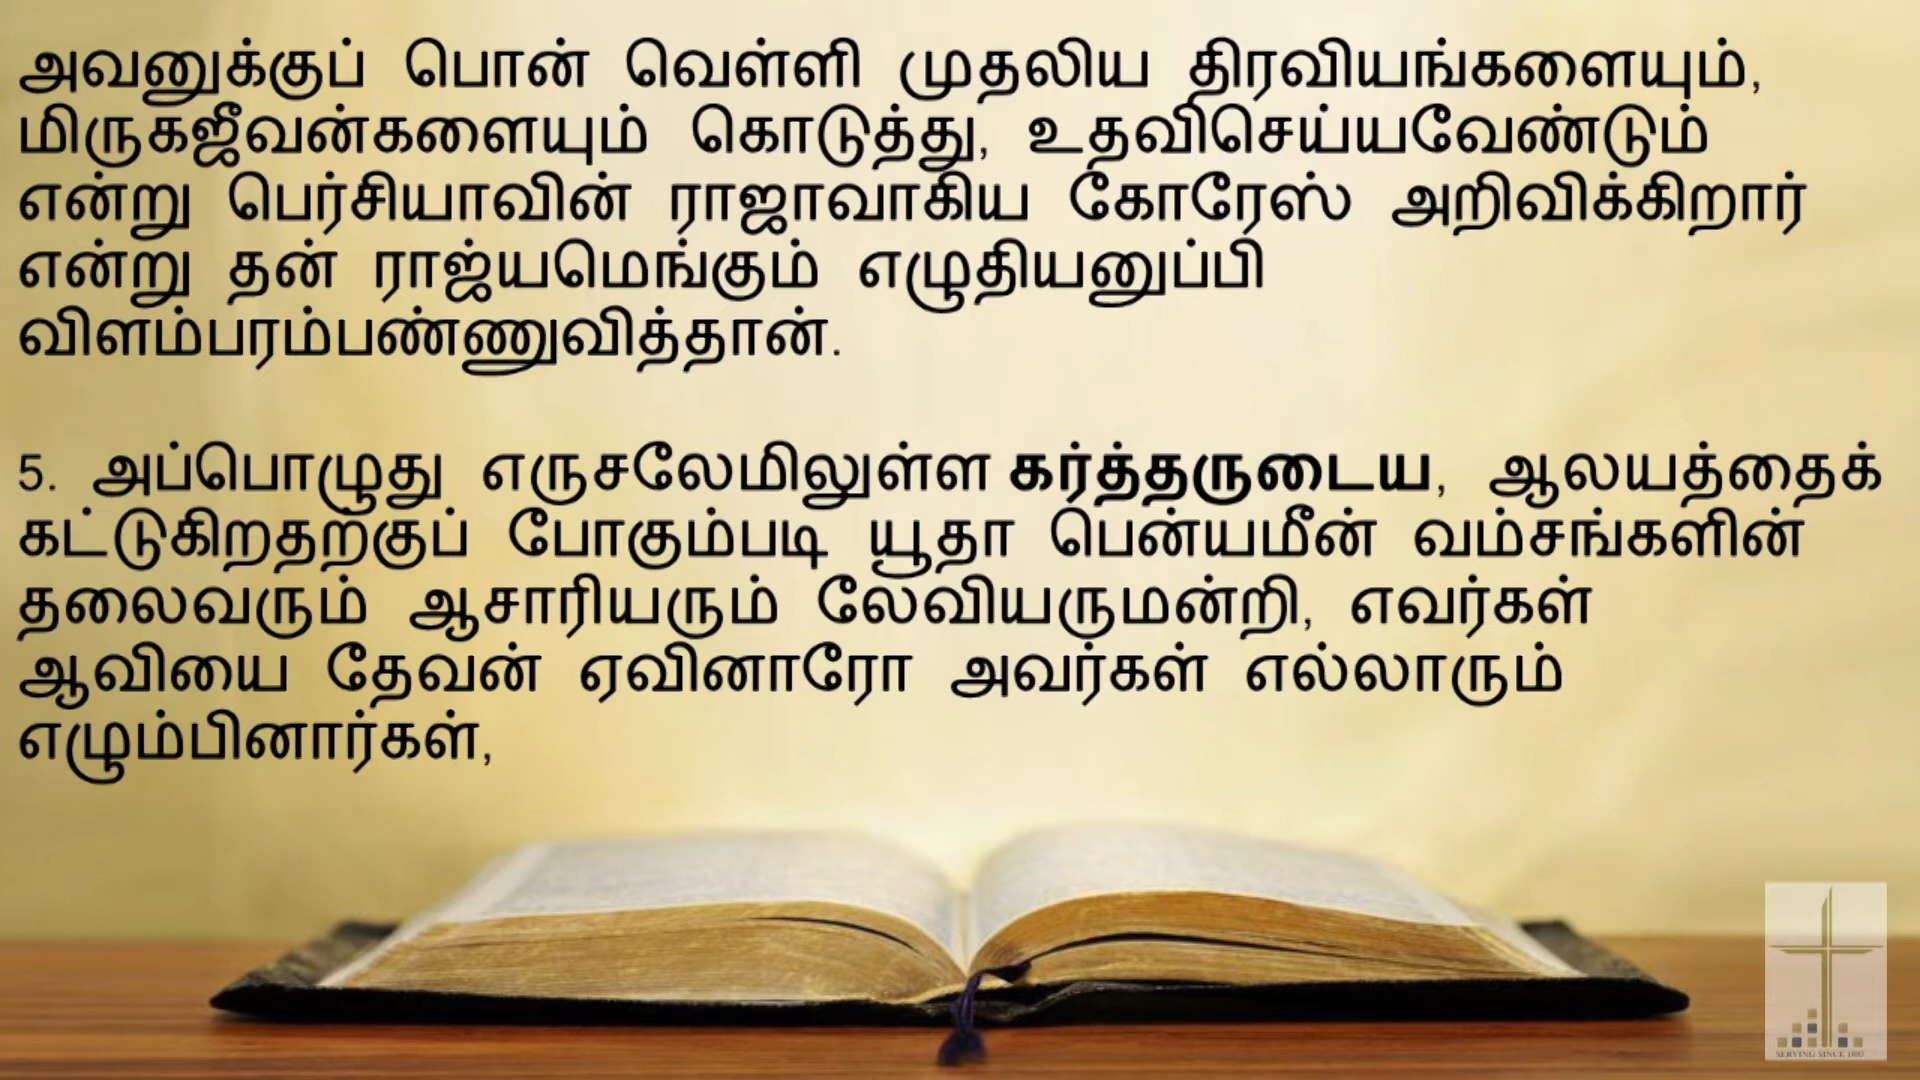 அவனுக்குப் பொன் வெள்ளி முதலிய திரவியங்களையும்,
மிருகஜீவன்களையும் கொடுத்து, உதவிசெய்யவேண்டும்
என்று பெர்சியாவின் ராஜாவாகிய கோரேஸ் அறிவிக்கிறார்
என்று தன் ராஜ்யமெங்கும் எழுதியனுப்பி
விளம்பரம்பண்ணுவித்தான்.
5. அப்பொழுது எருசலேமிலுள்ள கர்த்தருடைய, ஆலயத்தைக்
கட்டுகிறதற்குப் போகும்படி யூதா பென்யமீன் வம்சங்களின்
தலைவரும் ஆசாரியரும் லேவியருமன்றி, எவர்கள்
ஆவியை தேவன் ஏவினாரோ அவர்கள் எல்லாரும்
எழும்பினார்கள்,
SERVING SINCE